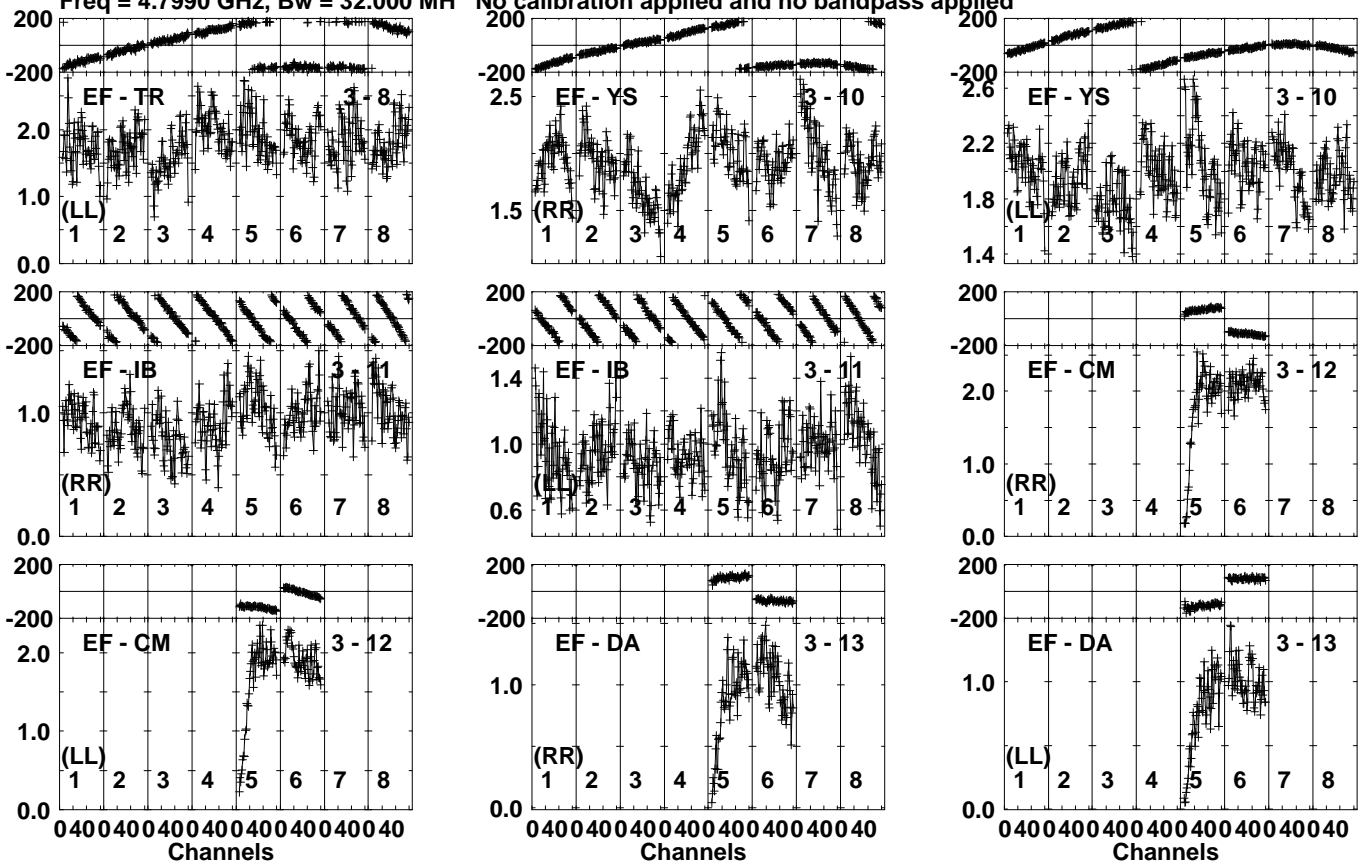 Freq = 4.7990 GHz, Bw = 32.000 MH No calibration applied and no bandpass applied
200
-200
EF - TR 3 - 8
2.0
1.0
0.0
(LL)
1 2 3 4 5 6 7 8
200
-200
EF - YS 3 - 10
2.5
1.5
(RR)
1 2 3 4 5 6 7 8
200
-200
EF - YS 3 - 10
2.6
2.2
1.8
1.4
(LL)
1 2 3 4 5 6 7 8
200
-200
EF - IB 3 - 11
1.0
0.0
(RR)
1 2 3 4 5 6 7 8
200
-200
EF - IB 3 - 11
1.4
1.0
0.6
(LL)
1 2 3 4 5 6 7 8
200
-200
EF - CM 3 - 12
2.0
1.0
0.0
(RR)
1 2 3 4 5 6 7 8
200
-200
EF - CM 3 - 12
2.0
1.0
0.0
(LL)
1 2 3 4 5 6 7 8
0 40 0 40 0 40 0 40 0 40 0 40 0 40 0 40
Channels
200
-200
EF - DA 3 - 13
1.0
0.0
(RR)
1 2 3 4 5 6 7 8
0 40 0 40 0 40 0 40 0 40 0 40 0 40 0 40
Channels
200
-200
EF - DA 3 - 13
1.0
0.0
(LL)
1 2 3 4 5 6 7 8
0 40 0 40 0 40 0 40 0 40 0 40 0 40 0 40
Channels